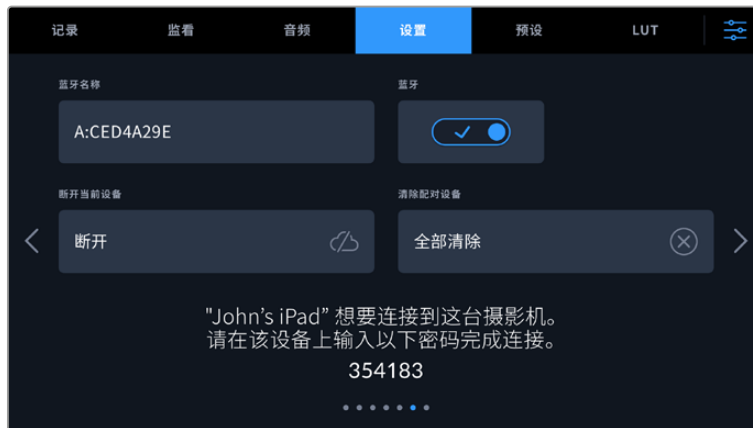 记录 监看 音频 设置 预设 LUT
蓝牙名称 蓝牙
A:CED4A29E
断开当前设备 清除配对设备
断开 全部清除
"John's iPad” 想要连接到这台摄影机。
请在该设备上输入以下密码完成连接。
354183